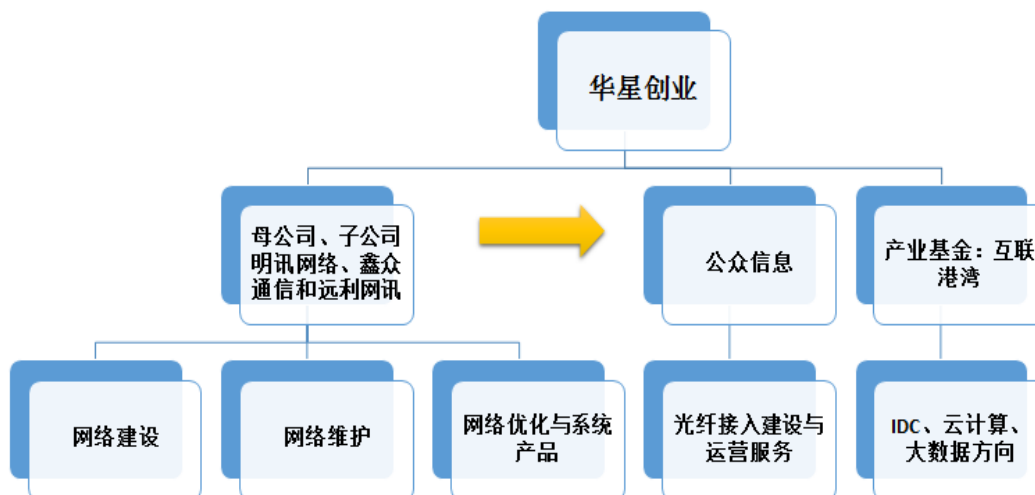 华星创业
母公司、子公司
明讯网络、鑫众
通信和远利网讯
公众信息
产业基金：互联
港湾
网络建设
网络维护
网络优化与系统
产品
光纤接入建设与
运营服务
IDC、云计算、
大数据方向